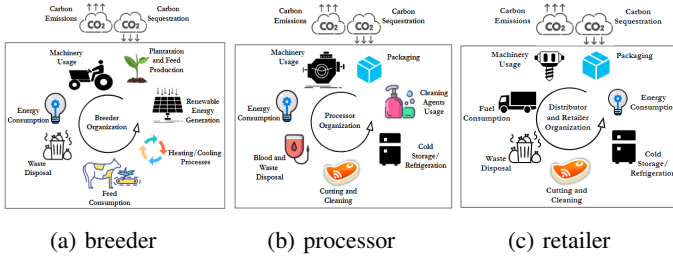 Carbon
Emissions
CO₂
CO₂
Carbon
Sequestration
Machinery
Usage
Plantataion
and Feed
Production
Energy
Consumption
Breeder
Organization
Renewable
Energy
Generation
Waste
Disposal
Heating/Cooling
Processes
Feed
Consumption
(a) breeder
Carbon
Emissions
CO₂
CO₂
Carbon
Sequestration
Machinery
Usage
Packaging
Energy
Consumption
Processor
Organization
Cleaning
Agents
Usage
Blood and Waste
Disposal
Cold
Storage/
Refrigeration
Cutting and
Cleaning
(b) processor
Carbon
Emissions
CO₂
CO₂
Carbon
Sequestration
Machinery
Usage
Packaging
Fuel
Consumption
Distributor
and Retailer
Organization
Energy
Consumption
Waste
Disposal
Cold
Storage/
Refrigeration
Cutting and
Cleaning
(c) retailer